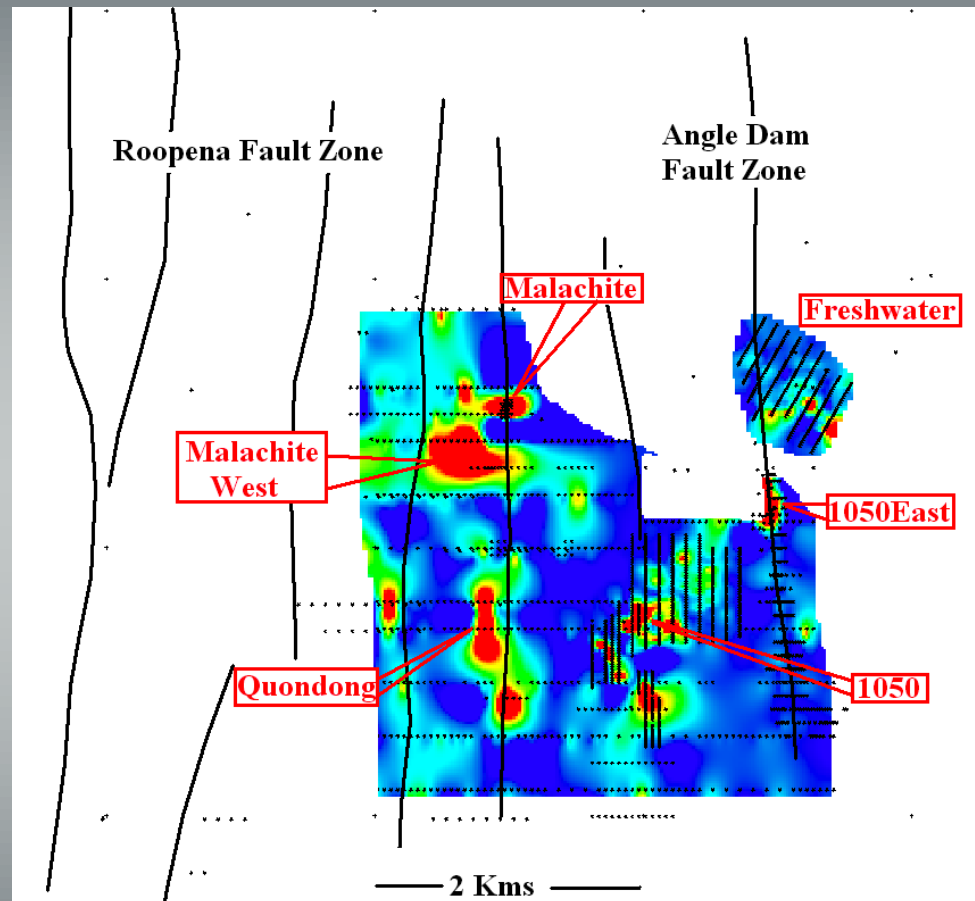 Roopena Fault Zone
Angle Dam
Fault Zone
Malachite
Freshwater
Malachite
West
1050East
Quondong
1050
2 Kms